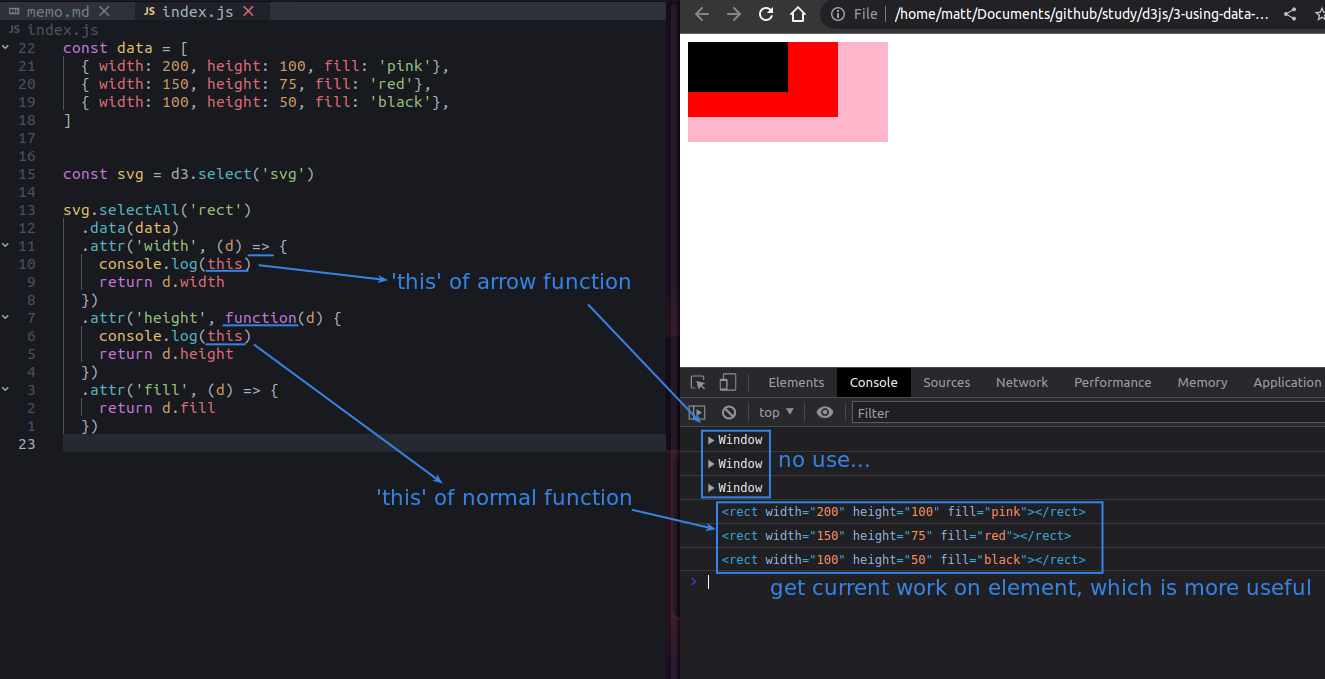 memo.md
JS index.js
JS index.js
22 const data = [
21 { width: 200, height: 100, fill: 'pink'},
20 { width: 150, height: 75, fill: 'red'},
19 { width: 100, height: 50, fill: 'black'},
18 ]
17
16
15 const svg = d3.select('svg')
14
13 svg.selectAll('rect')
12 .data(data)
11 .attr('width', (d) => {
10 console.log(this)
9 return d.width
8 })
7 .attr('height', function(d) {
6 console.log(this)
5 return d.height
4 })
3 .attr('fill', (d) => {
2 return d.fill
1 })
23
'this' of arrow function
'this' of normal function
File /home/matt/Documents/github/study/d3js/3-using-data-...
Elements Console Sources Network Performance Memory Application
top Filter
Window
Window
Window
no use...
<rect width="200" height="100" fill="pink"></rect>
<rect width="150" height="75" fill="red"></rect>
<rect width="100" height="50" fill="black"></rect>
get current work on element, which is more useful